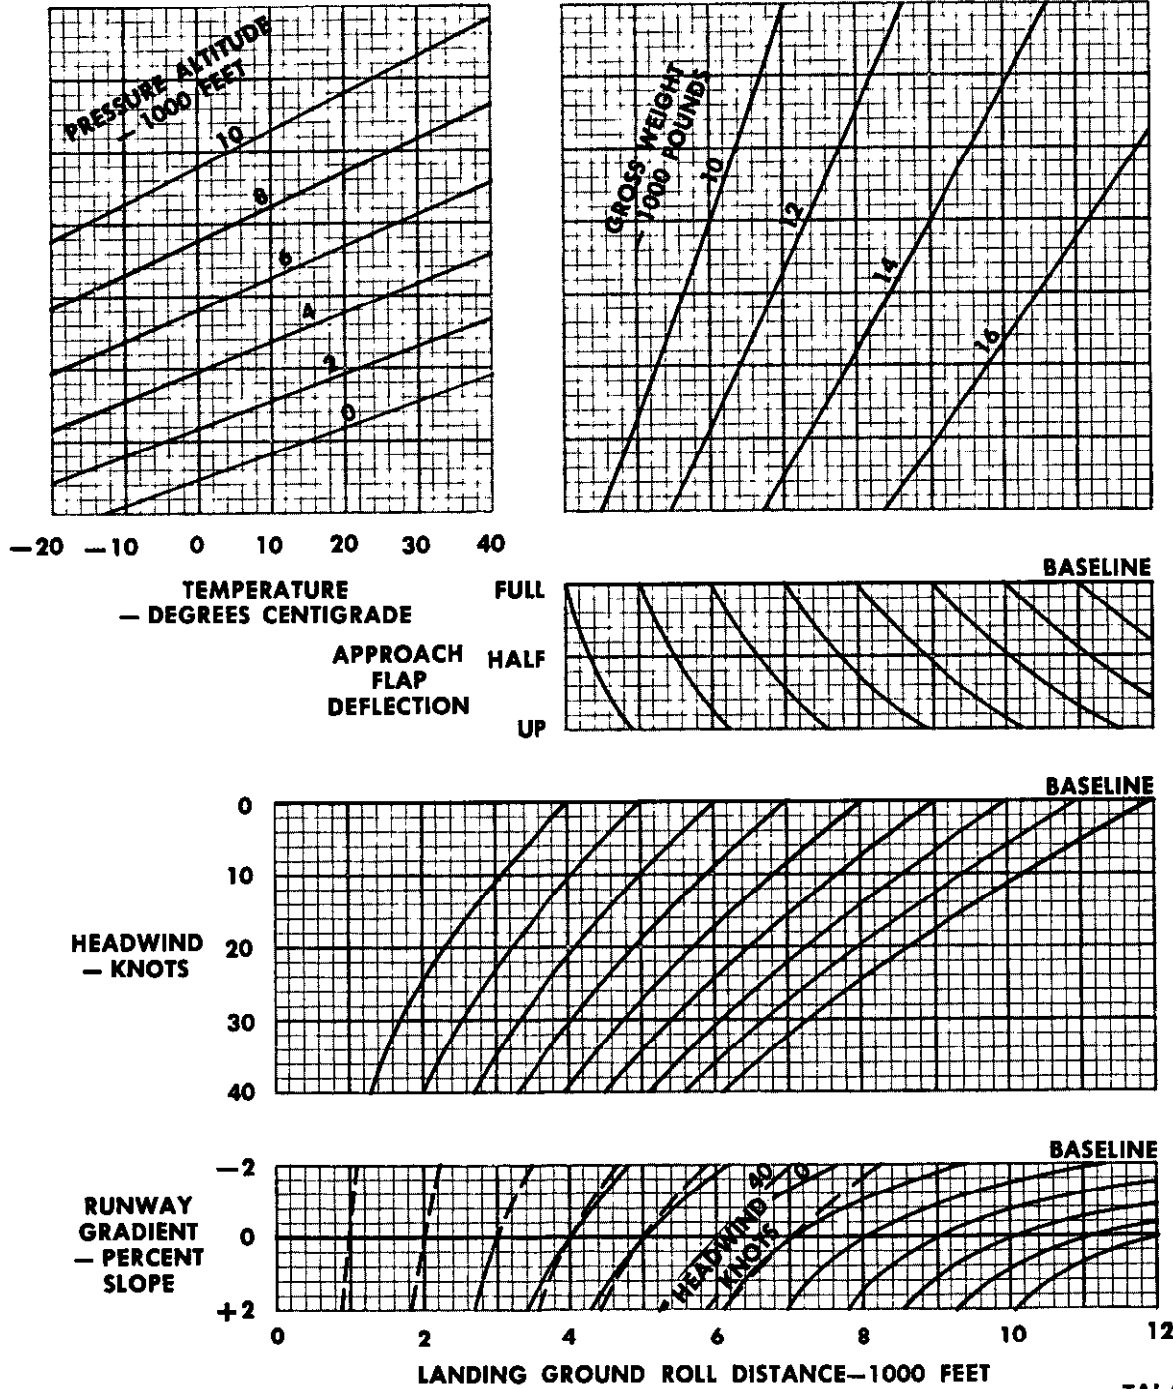 PRESSURE ALTITUDE
— 1000 FEET
10
8
6
4
2
0
GROSS WEIGHT
— 1000 POUNDS
10
12
14
16
—20 —10 0 10 20 30 40
TEMPERATURE
— DEGREES CENTIGRADE
BASELINE
FULL
HALF
UP
APPROACH
FLAP
DEFLECTION
BASELINE
0
10
20
30
40
HEADWIND
— KNOTS
BASELINE
—2
0
+2
RUNWAY
GRADIENT
— PERCENT
SLOPE
40 0
HEADWIND
— KNOTS
0 2 4 6 8 10 12
LANDING GROUND ROLL DISTANCE—1000 FEET